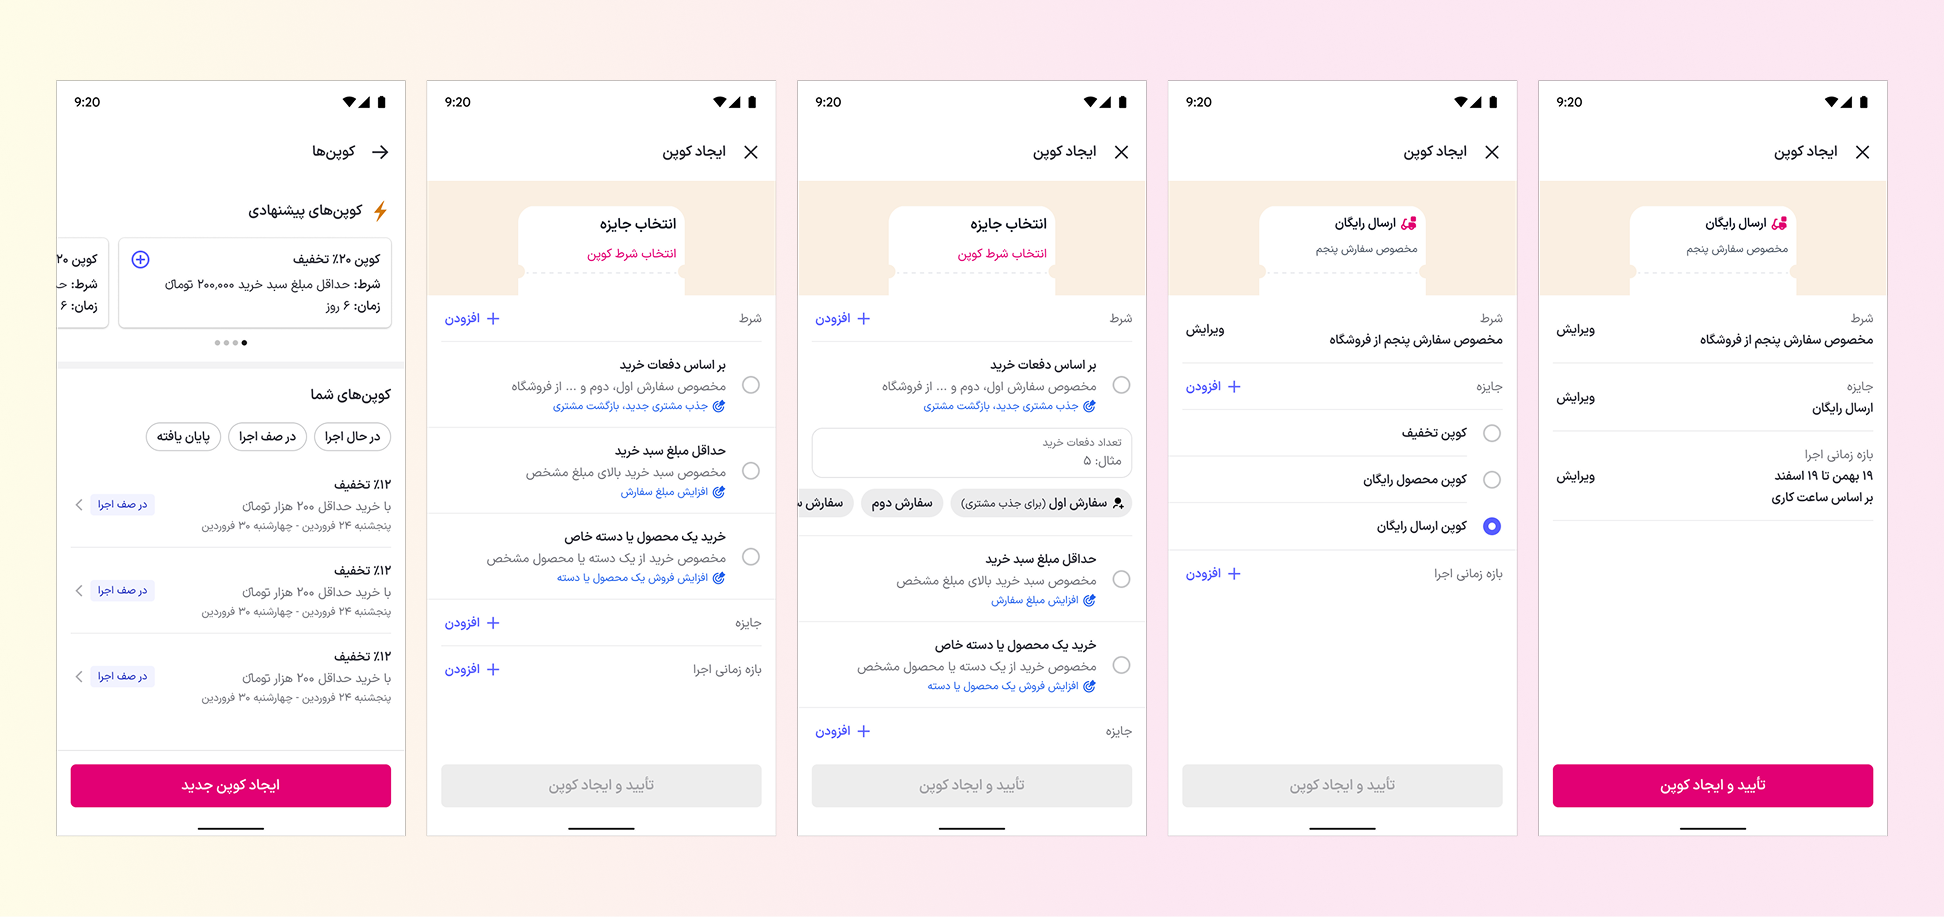 9:20
کوپن‌ها
کوپن‌های پیشنهادی
کوپن ۲۰٪ تخفیف
شرط: حداقل مبلغ سبد خرید ۲۰۰,۰۰۰ تومان
زمان: ۶ روز
کوپن ۲۰
شرط: حد
زمان: ۶
کوپن‌های شما
در حال اجرا
در صف اجرا
پایان یافته
۱۲٪ تخفیف
با خرید حداقل ۲۰۰ هزار تومان
پنجشنبه ۲۴ فروردین - چهارشنبه ۳۰ فروردین
در صف اجرا
۱۲٪ تخفیف
با خرید حداقل ۲۰۰ هزار تومان
پنجشنبه ۲۴ فروردین - چهارشنبه ۳۰ فروردین
در صف اجرا
۱۲٪ تخفیف
با خرید حداقل ۲۰۰ هزار تومان
پنجشنبه ۲۴ فروردین - چهارشنبه ۳۰ فروردین
در صف اجرا
ایجاد کوپن جدید
9:20
ایجاد کوپن
انتخاب جایزه
انتخاب شرط کوپن
شرط
افزودن
بر اساس دفعات خرید
مخصوص سفارش اول، دوم و ... از فروشگاه
جذب مشتری جدید، بازگشت مشتری
حداقل مبلغ سبد خرید
مخصوص سبد خرید بالای مبلغ مشخص
افزایش مبلغ سفارش
خرید یک محصول یا دسته خاص
مخصوص خرید از یک دسته یا محصول مشخص
افزایش فروش یک محصول یا دسته
جایزه
افزودن
بازه زمانی اجرا
افزودن
تأیید و ایجاد کوپن
9:20
ایجاد کوپن
انتخاب جایزه
انتخاب شرط کوپن
شرط
افزودن
بر اساس دفعات خرید
مخصوص سفارش اول، دوم و ... از فروشگاه
جذب مشتری جدید، بازگشت مشتری
تعداد دفعات خرید
مثال: ۵
سفارش اول (برای جذب مشتری)
سفارش دوم
سفارش س
حداقل مبلغ سبد خرید
مخصوص سبد خرید بالای مبلغ مشخص
افزایش مبلغ سفارش
خرید یک محصول یا دسته خاص
مخصوص خرید از یک دسته یا محصول مشخص
افزایش فروش یک محصول یا دسته
جایزه
افزودن
تأیید و ایجاد کوپن
9:20
ایجاد کوپن
ارسال رایگان
مخصوص سفارش پنجم
شرط
مخصوص سفارش پنجم از فروشگاه
ویرایش
جایزه
افزودن
کوپن تخفیف
کوپن محصول رایگان
کوپن ارسال رایگان
بازه زمانی اجرا
افزودن
تأیید و ایجاد کوپن
9:20
ایجاد کوپن
ارسال رایگان
مخصوص سفارش پنجم
شرط
مخصوص سفارش پنجم از فروشگاه
ویرایش
جایزه
ارسال رایگان
ویرایش
بازه زمانی اجرا
۱۹ بهمن تا ۱۹ اسفند
بر اساس ساعت کاری
ویرایش
تأیید و ایجاد کوپن